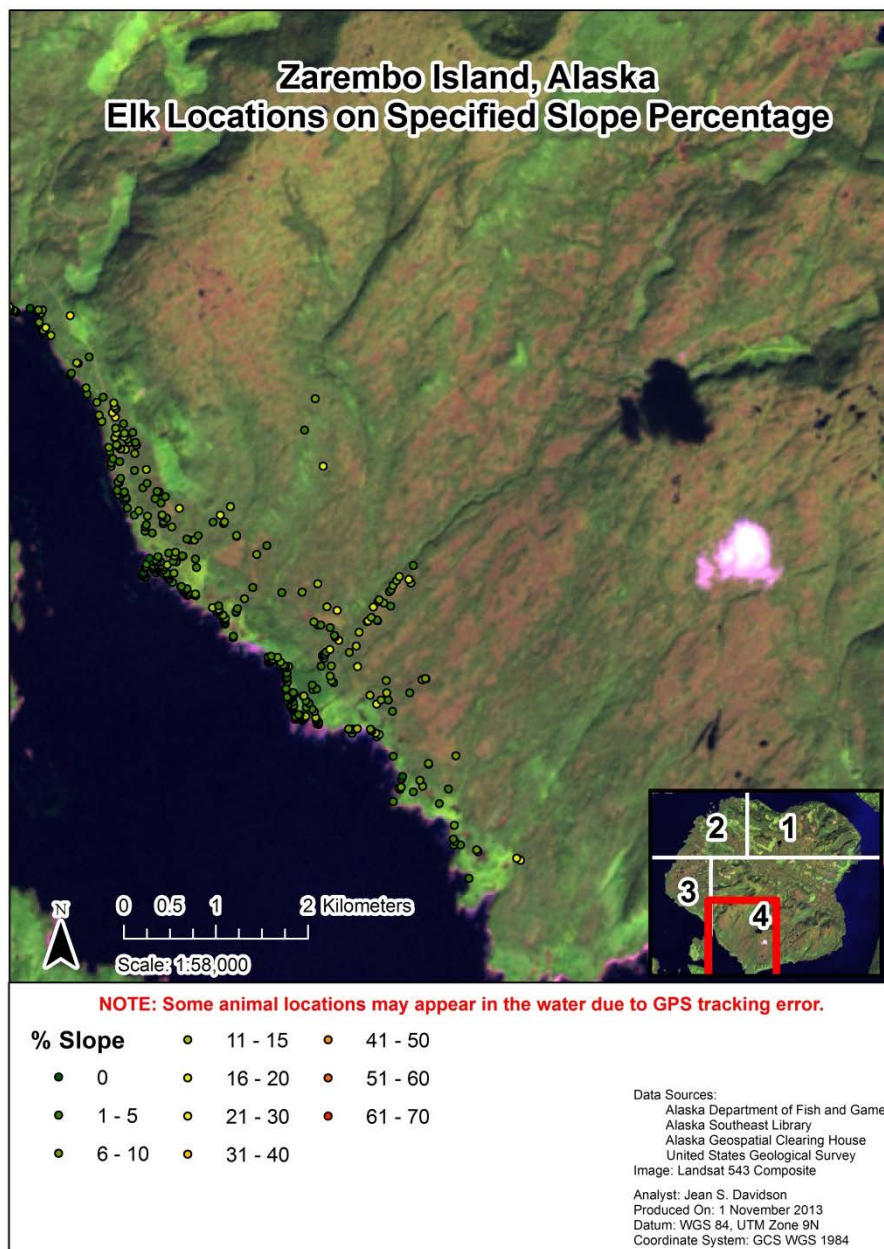 Zarembo Island, Alaska
Elk Locations on Specified Slope Percentage
2
1
3
4
N
0 0.5 1 2 Kilometers
Scale: 1:58,000
NOTE: Some animal locations may appear in the water due to GPS tracking error.
% Slope
0
1 - 5
6 - 10
11 - 15
16 - 20
21 - 30
31 - 40
41 - 50
51 - 60
61 - 70
Data Sources:
Alaska Department of Fish and Game
Alaska Southeast Library
Alaska Geospatial Clearing House
United States Geological Survey
Image: Landsat 543 Composite
Analyst: Jean S. Davidson
Produced On: 1 November 2013
Datum: WGS 84, UTM Zone 9N
Coordinate System: GCS WGS 1984